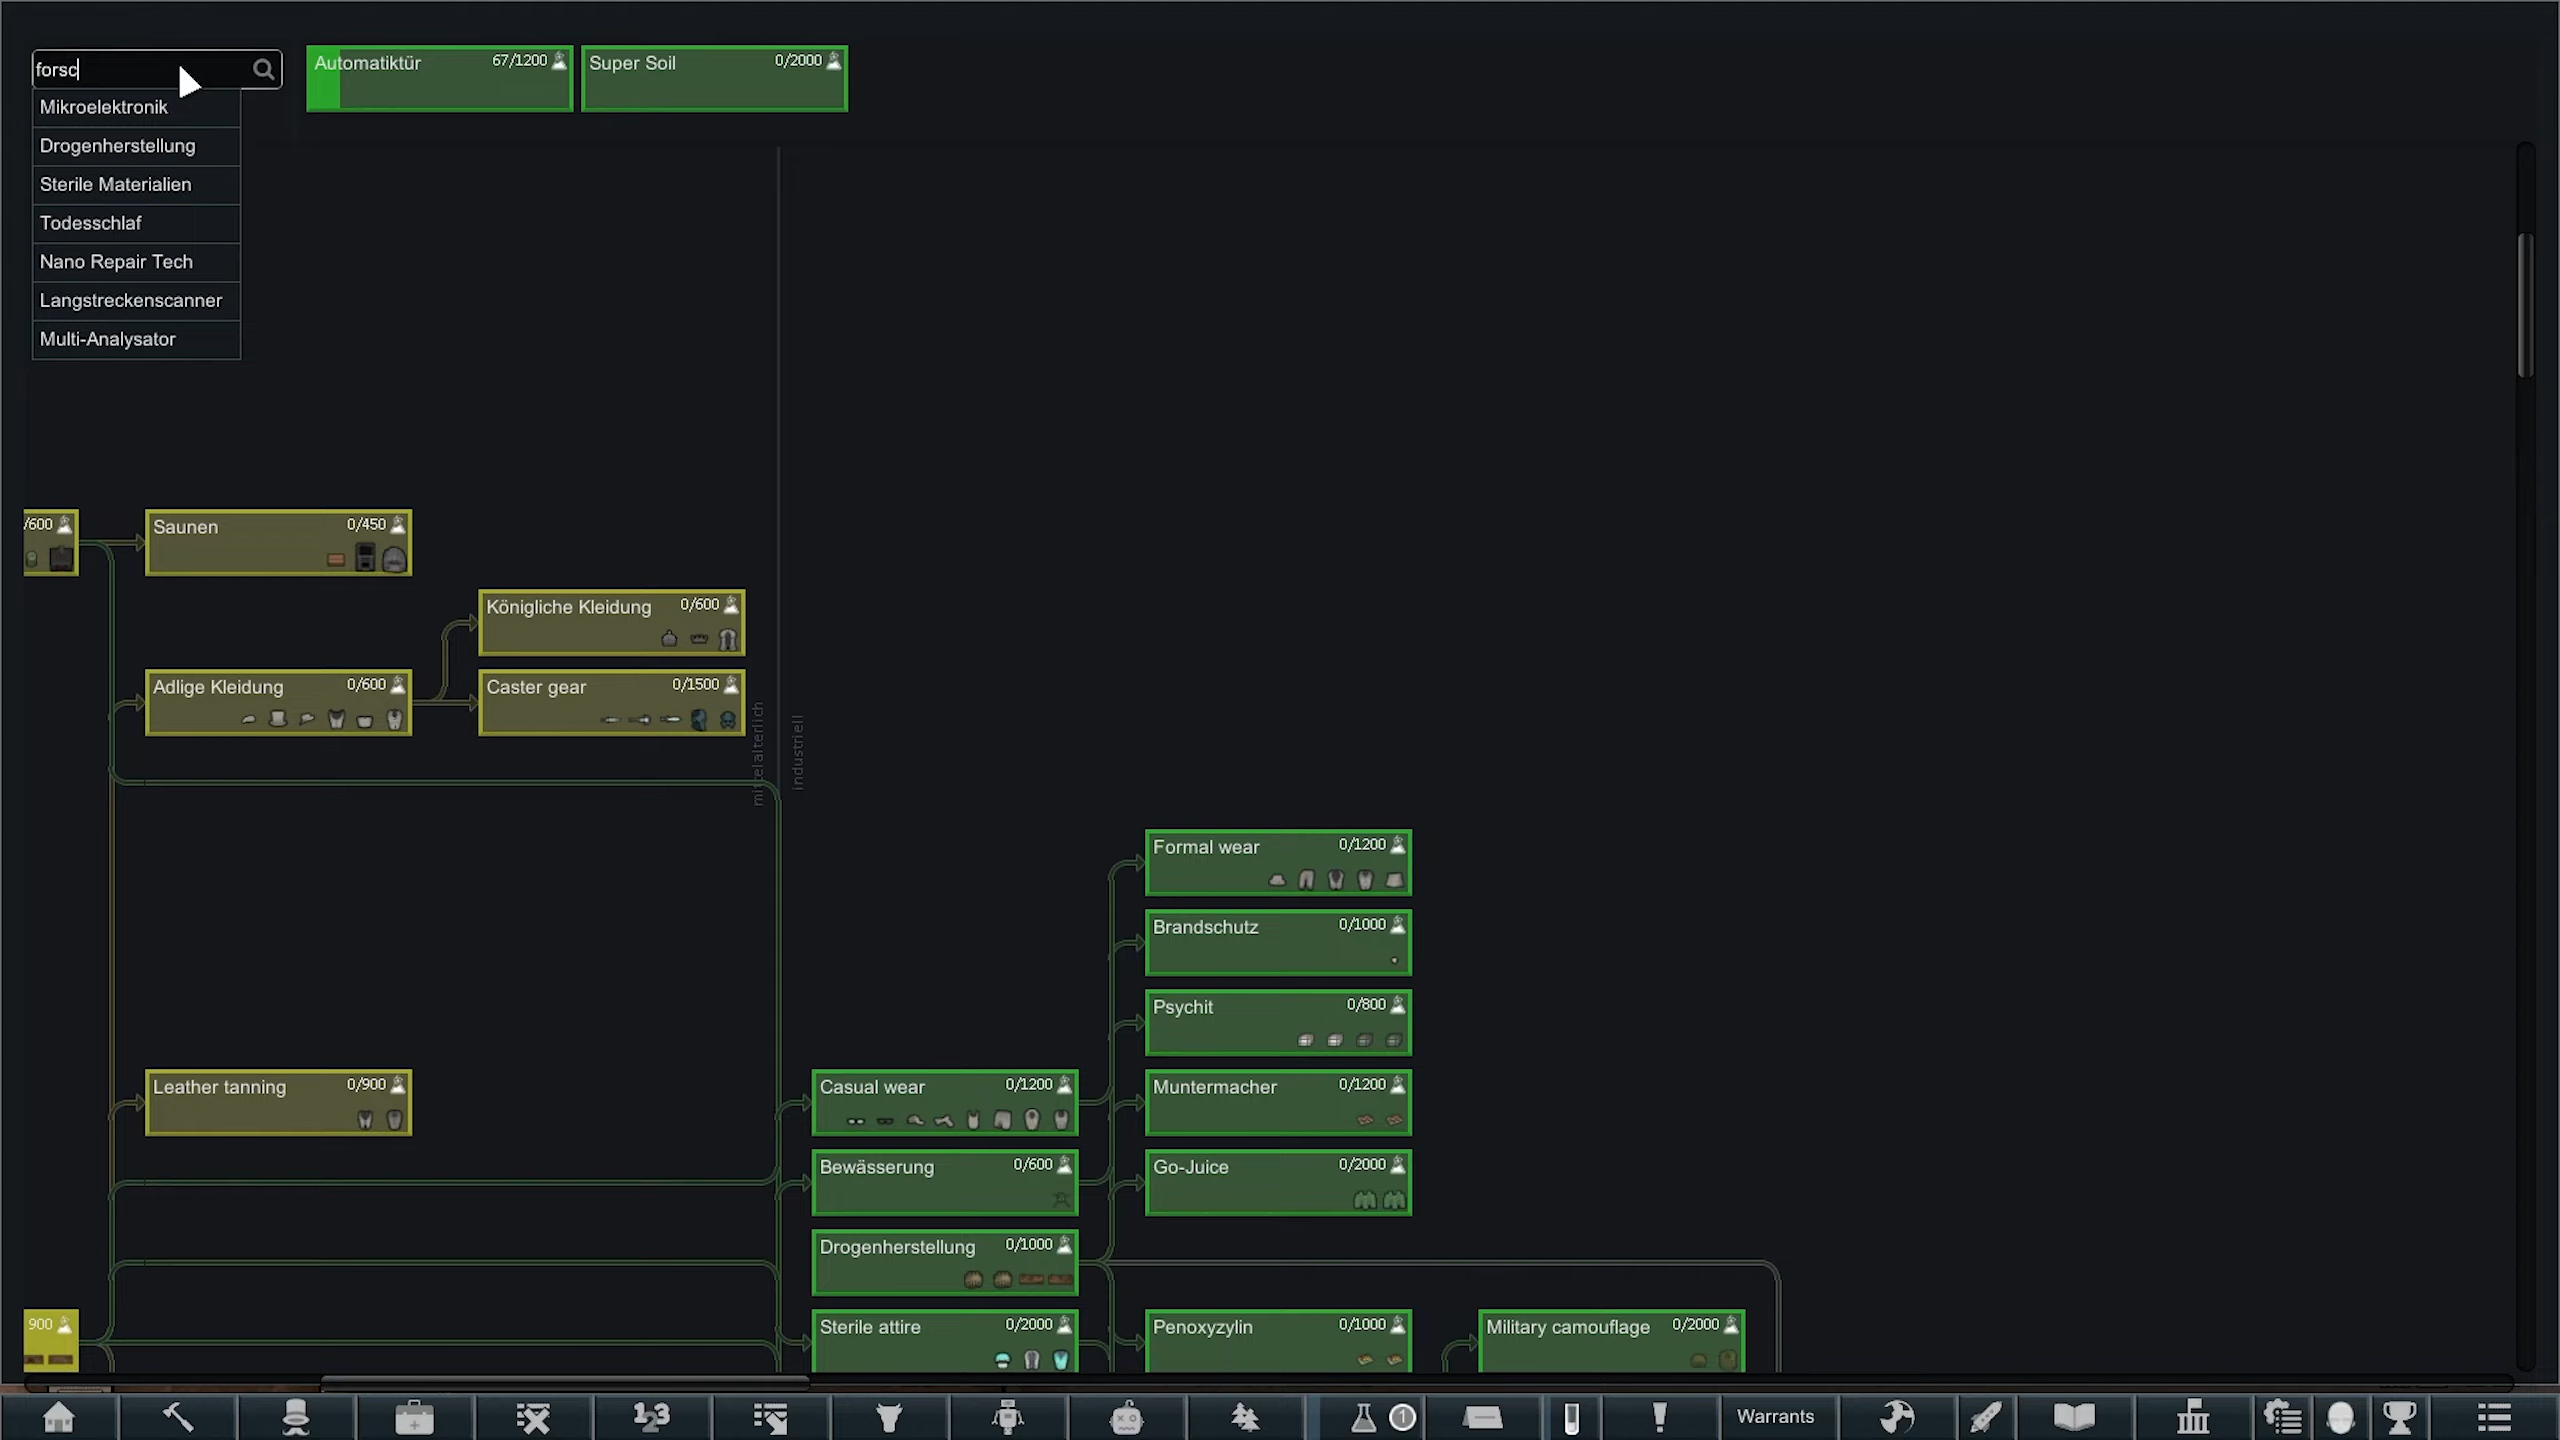 forsc
Automatiktür 67/1200
Super Soil 0/2000
Mikroelektronik
Drogenherstellung
Sterile Materialien
Todesschlaf
Nano Repair Tech
Langstreckenscanner
Multi-Analysator
/600
Saunen 0/450
Königliche Kleidung 0/600
Adlige Kleidung 0/600
Caster gear 0/1500
mittelalterlich
industriell
Formal wear 0/1200
Brandschutz 0/1000
Psychit 0/800
Leather tanning 0/900
Casual wear 0/1200
Muntermacher 0/1200
Bewässerung 0/600
Go-Juice 0/2000
Drogenherstellung 0/1000
900
Sterile attire 0/2000
Penoxyzylin 0/1000
Military camouflage 0/2000
123
1
Warrants